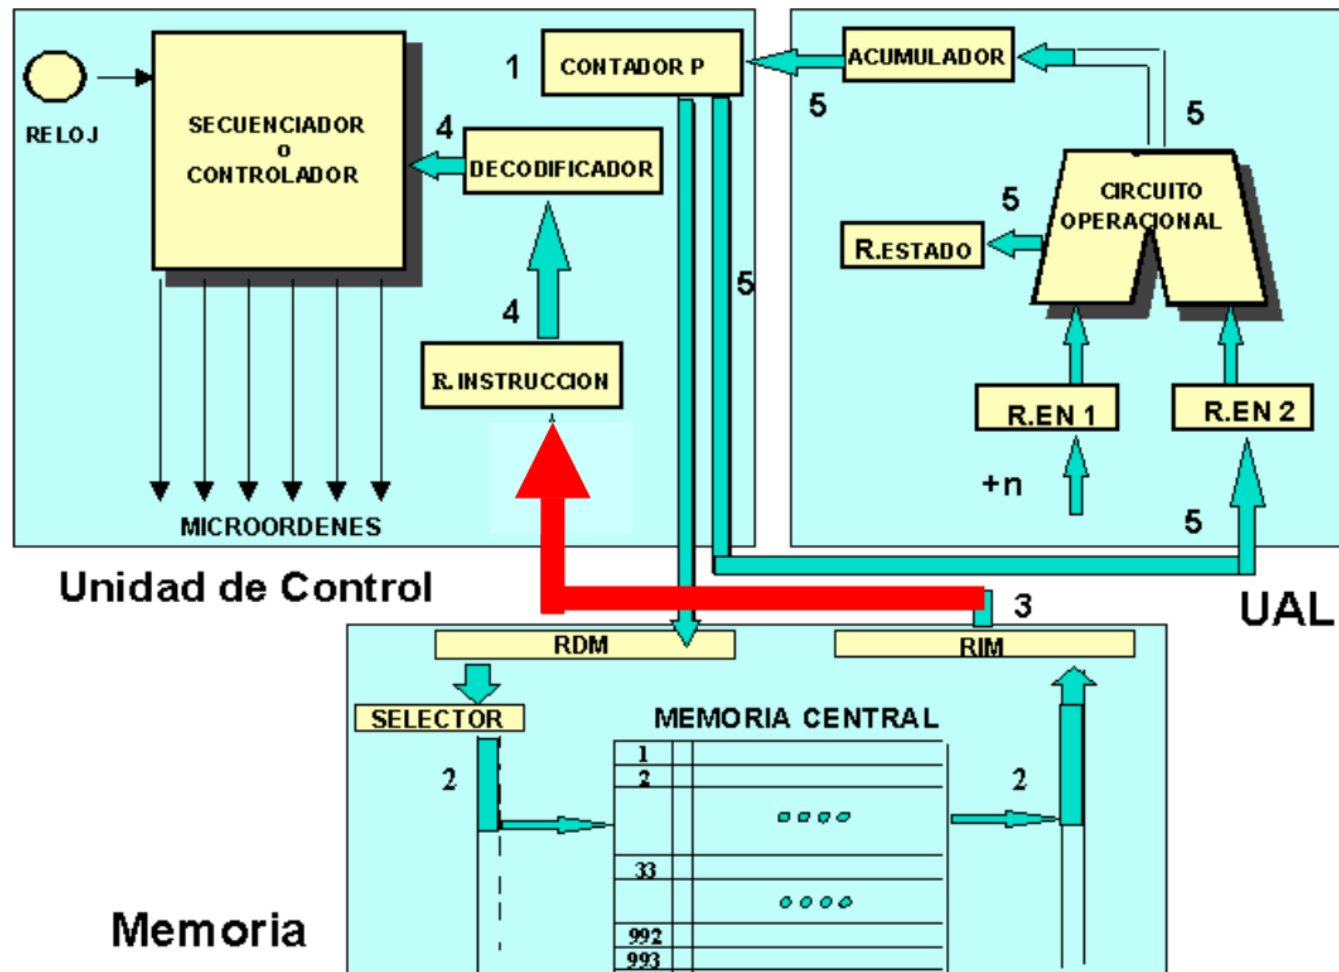 RELOJ
SECUENCIADOR
o
CONTROLADOR
MICROORDENES
1
CONTADOR P
4
DECODIFICADOR
4
R.INSTRUCCION
5
Unidad de Control
ACUMULADOR
5
5
CIRCUITO
OPERACIONAL
5
R.ESTADO
R.EN 1
R.EN 2
+n
5
UAL
3
RDM
RIM
SELECTOR
MEMORIA CENTRAL
2
1
2
33
992
993
2
Memoria